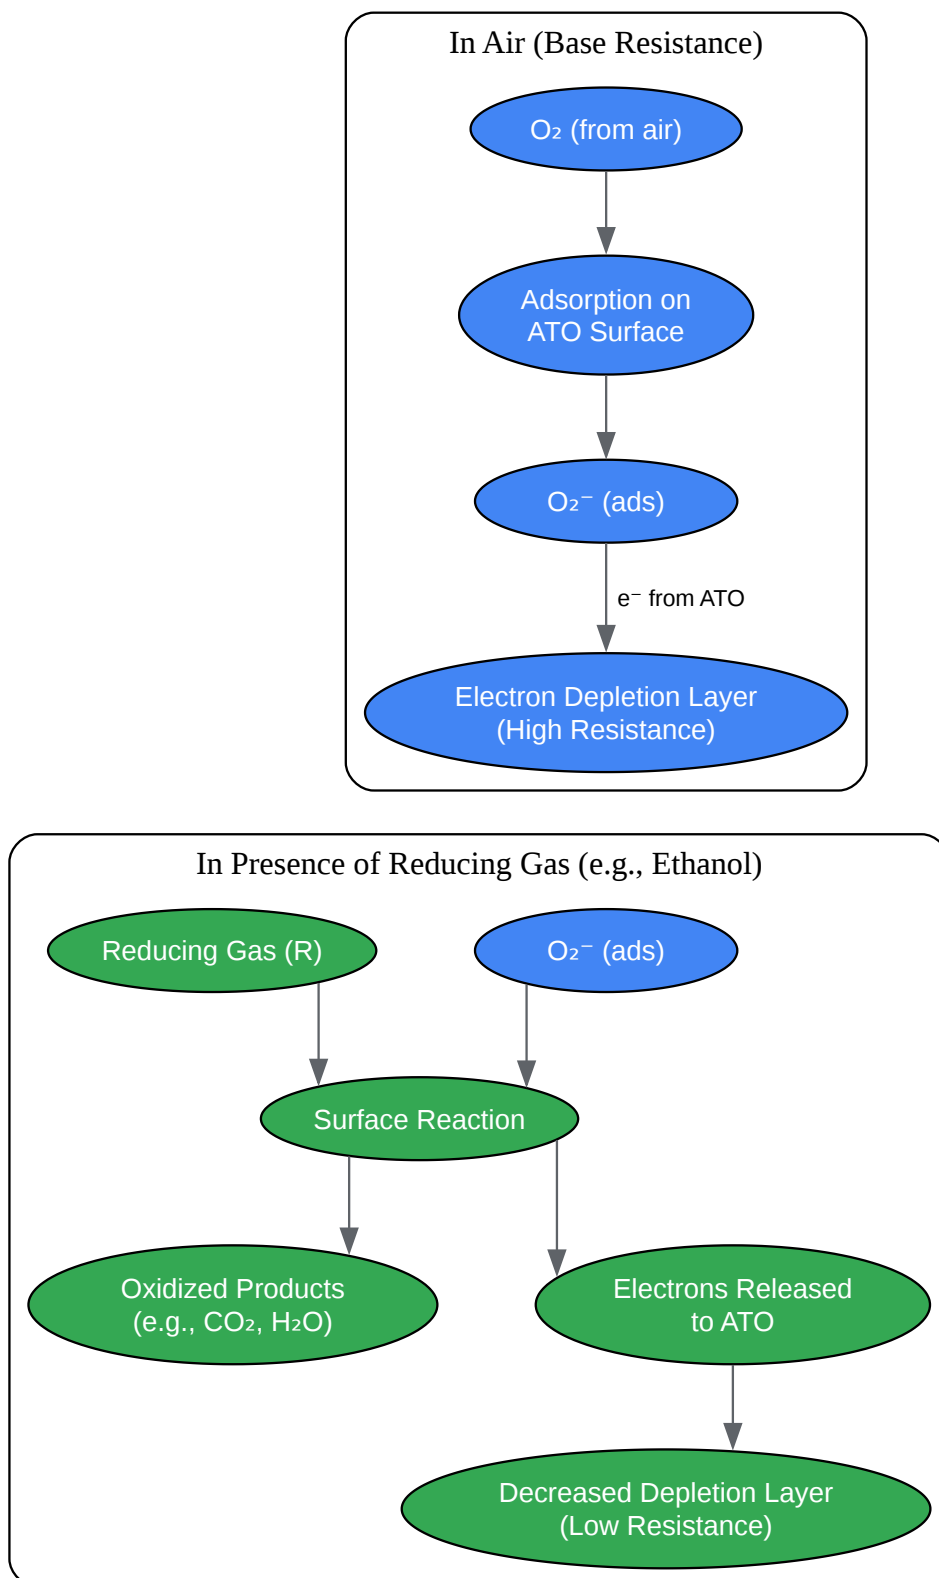 In Air (Base Resistance)
O₂ (from air)
Adsorption on
ATO Surface
O₂⁻ (ads)
e⁻ from ATO
Electron Depletion Layer
(High Resistance)
In Presence of Reducing Gas (e.g., Ethanol)
Reducing Gas (R)
O₂⁻ (ads)
Surface Reaction
Oxidized Products
(e.g., CO₂, H₂O)
Electrons Released
to ATO
Decreased Depletion Layer
(Low Resistance)